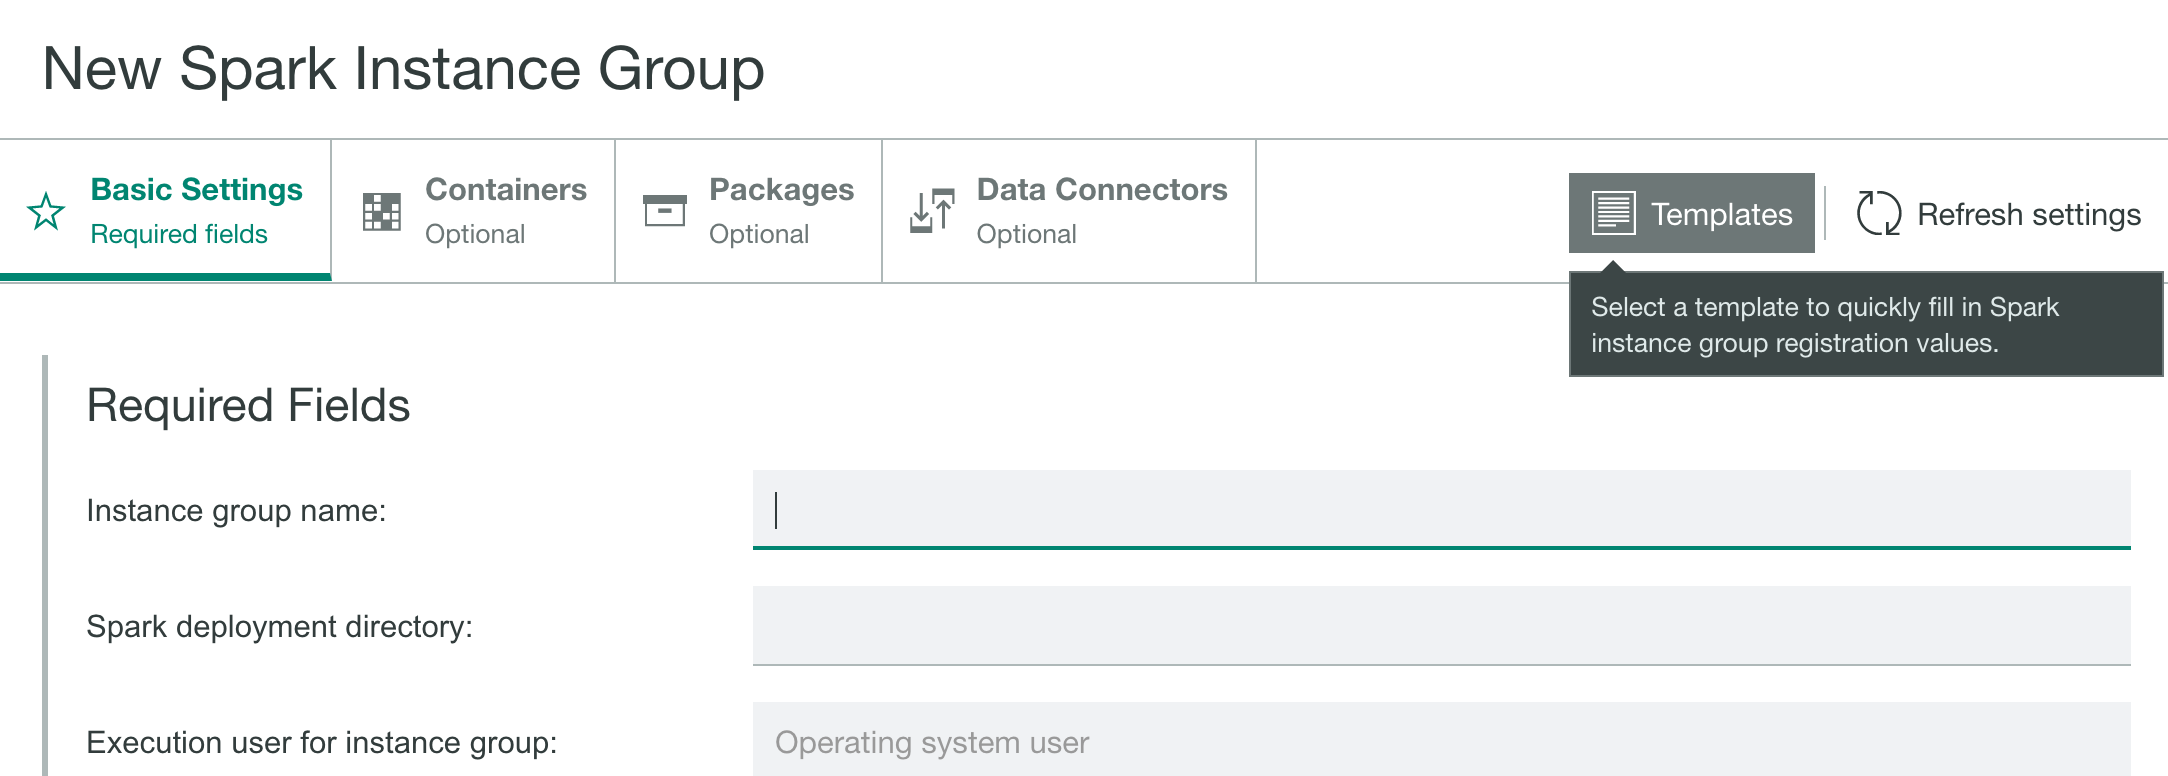 New Spark Instance Group
Basic Settings
Required fields
Containers
Optional
Packages
Optional
Data Connectors
Optional
Templates
Refresh settings
Select a template to quickly fill in Spark
instance group registration values.
Required Fields
Instance group name:
Spark deployment directory:
Execution user for instance group:
Operating system user